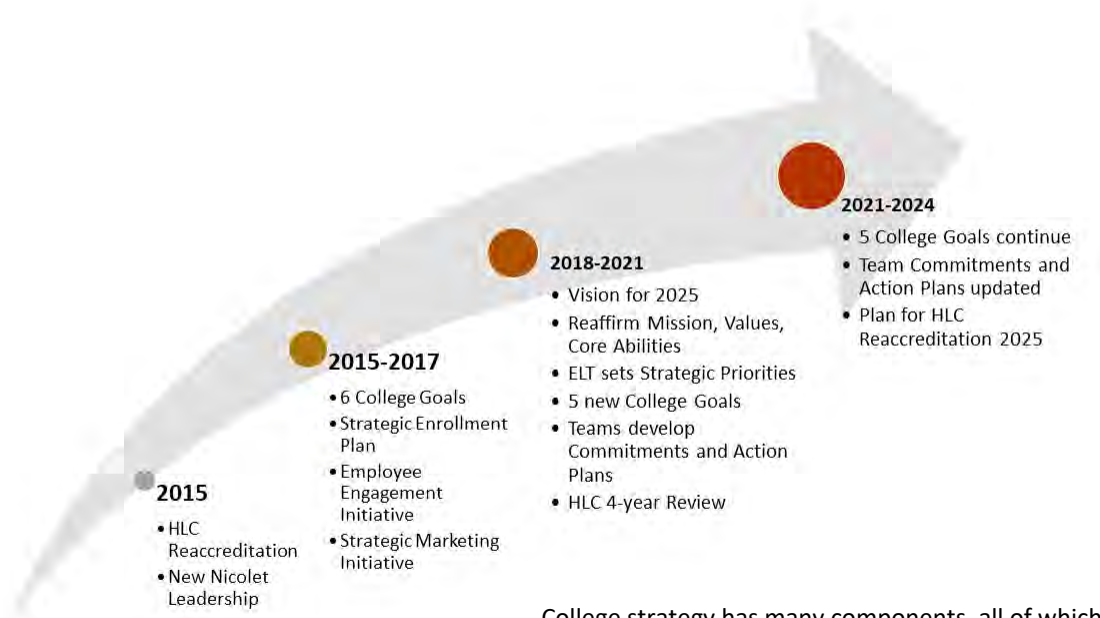 2015
• HLC
Reaccreditation
• New Nicolet
Leadership
2015-2017
• 6 College Goals
• Strategic Enrollment
Plan
• Employee
Engagement
Initiative
• Strategic Marketing
Initiative
2018-2021
• Vision for 2025
• Reaffirm Mission, Values,
Core Abilities
• ELT sets Strategic Priorities
• 5 new College Goals
• Teams develop
Commitments and Action
Plans
• HLC 4-year Review
2021-2024
• 5 College Goals continue
• Team Commitments and
Action Plans updated
• Plan for HLC
Reaccreditation 2025
College strategy has many components, all of which